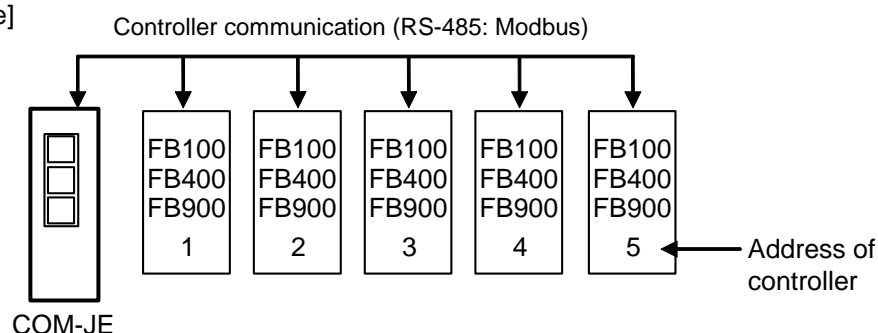 e]
Controller communication (RS-485: Modbus)
FB100 FB100 FB100 FB100 FB100
FB400 FB400 FB400 FB400 FB400
FB900 FB900 FB900 FB900 FB900
1 2 3 4 5
Address of
controller
COM-JE